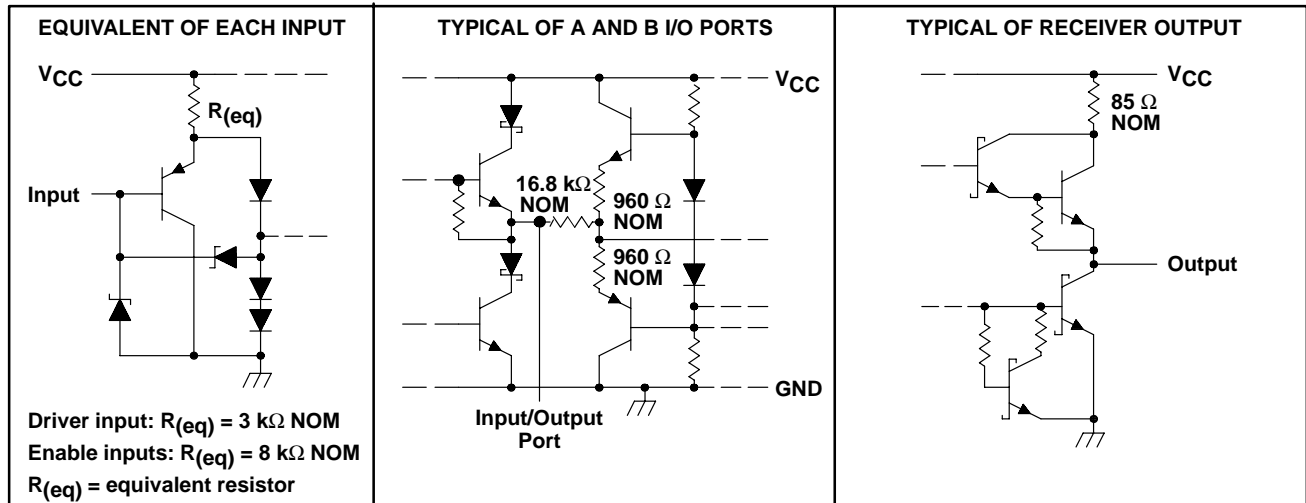 EQUIVALENT OF EACH INPUT
VCC
R(eq)
Input
Driver input: R(eq) = 3 kΩ NOM
Enable inputs: R(eq) = 8 kΩ NOM
R(eq) = equivalent resistor
TYPICAL OF A AND B I/O PORTS
VCC
16.8 kΩ
NOM
960 Ω
NOM
960 Ω
NOM
GND
Input/Output
Port
TYPICAL OF RECEIVER OUTPUT
VCC
85 Ω
NOM
Output